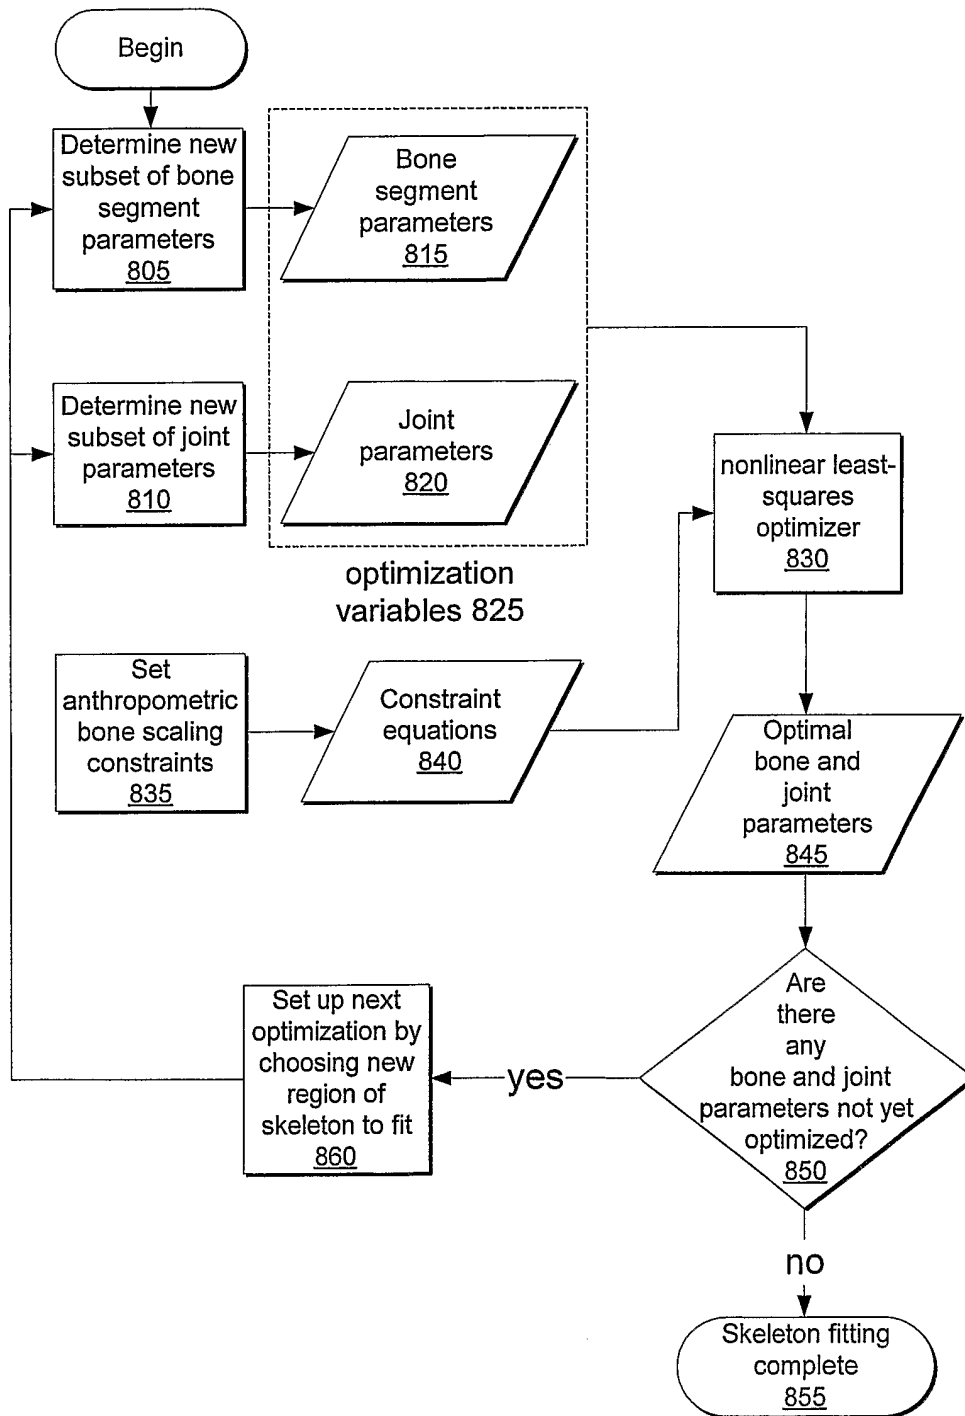 Begin
Determine new
subset of bone
segment
parameters
805
Bone
segment
parameters
815
Determine new
subset of joint
parameters
810
Joint
parameters
820
optimization
variables 825
nonlinear least-
squares
optimizer
830
Set
anthropometric
bone scaling
constraints
835
Constraint
equations
840
Optimal
bone and
joint
parameters
845
Are
there
any
bone and joint
parameters not yet
optimized?
850
yes
Set up next
optimization by
choosing new
region of
skeleton to fit
860
no
Skeleton fitting
complete
855